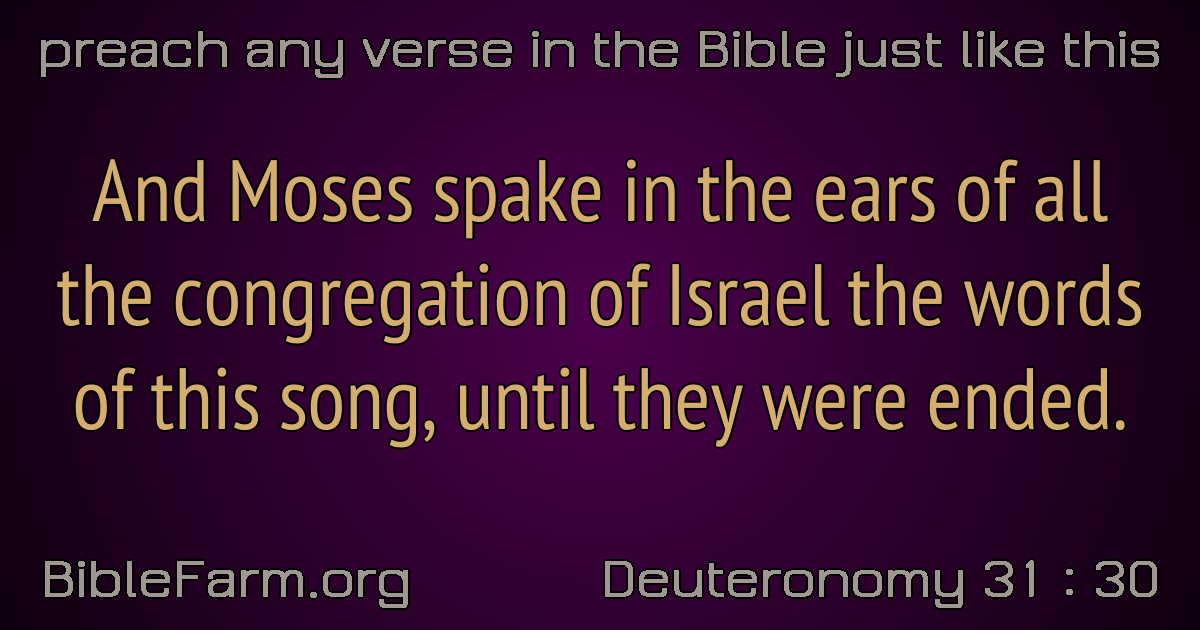 preach any verse in the Bible just like this
And Moses spake in the ears of all
the congregation of Israel the words
of this song, until they were ended.
BibleFarm.org
Deuteronomy 31 : 30